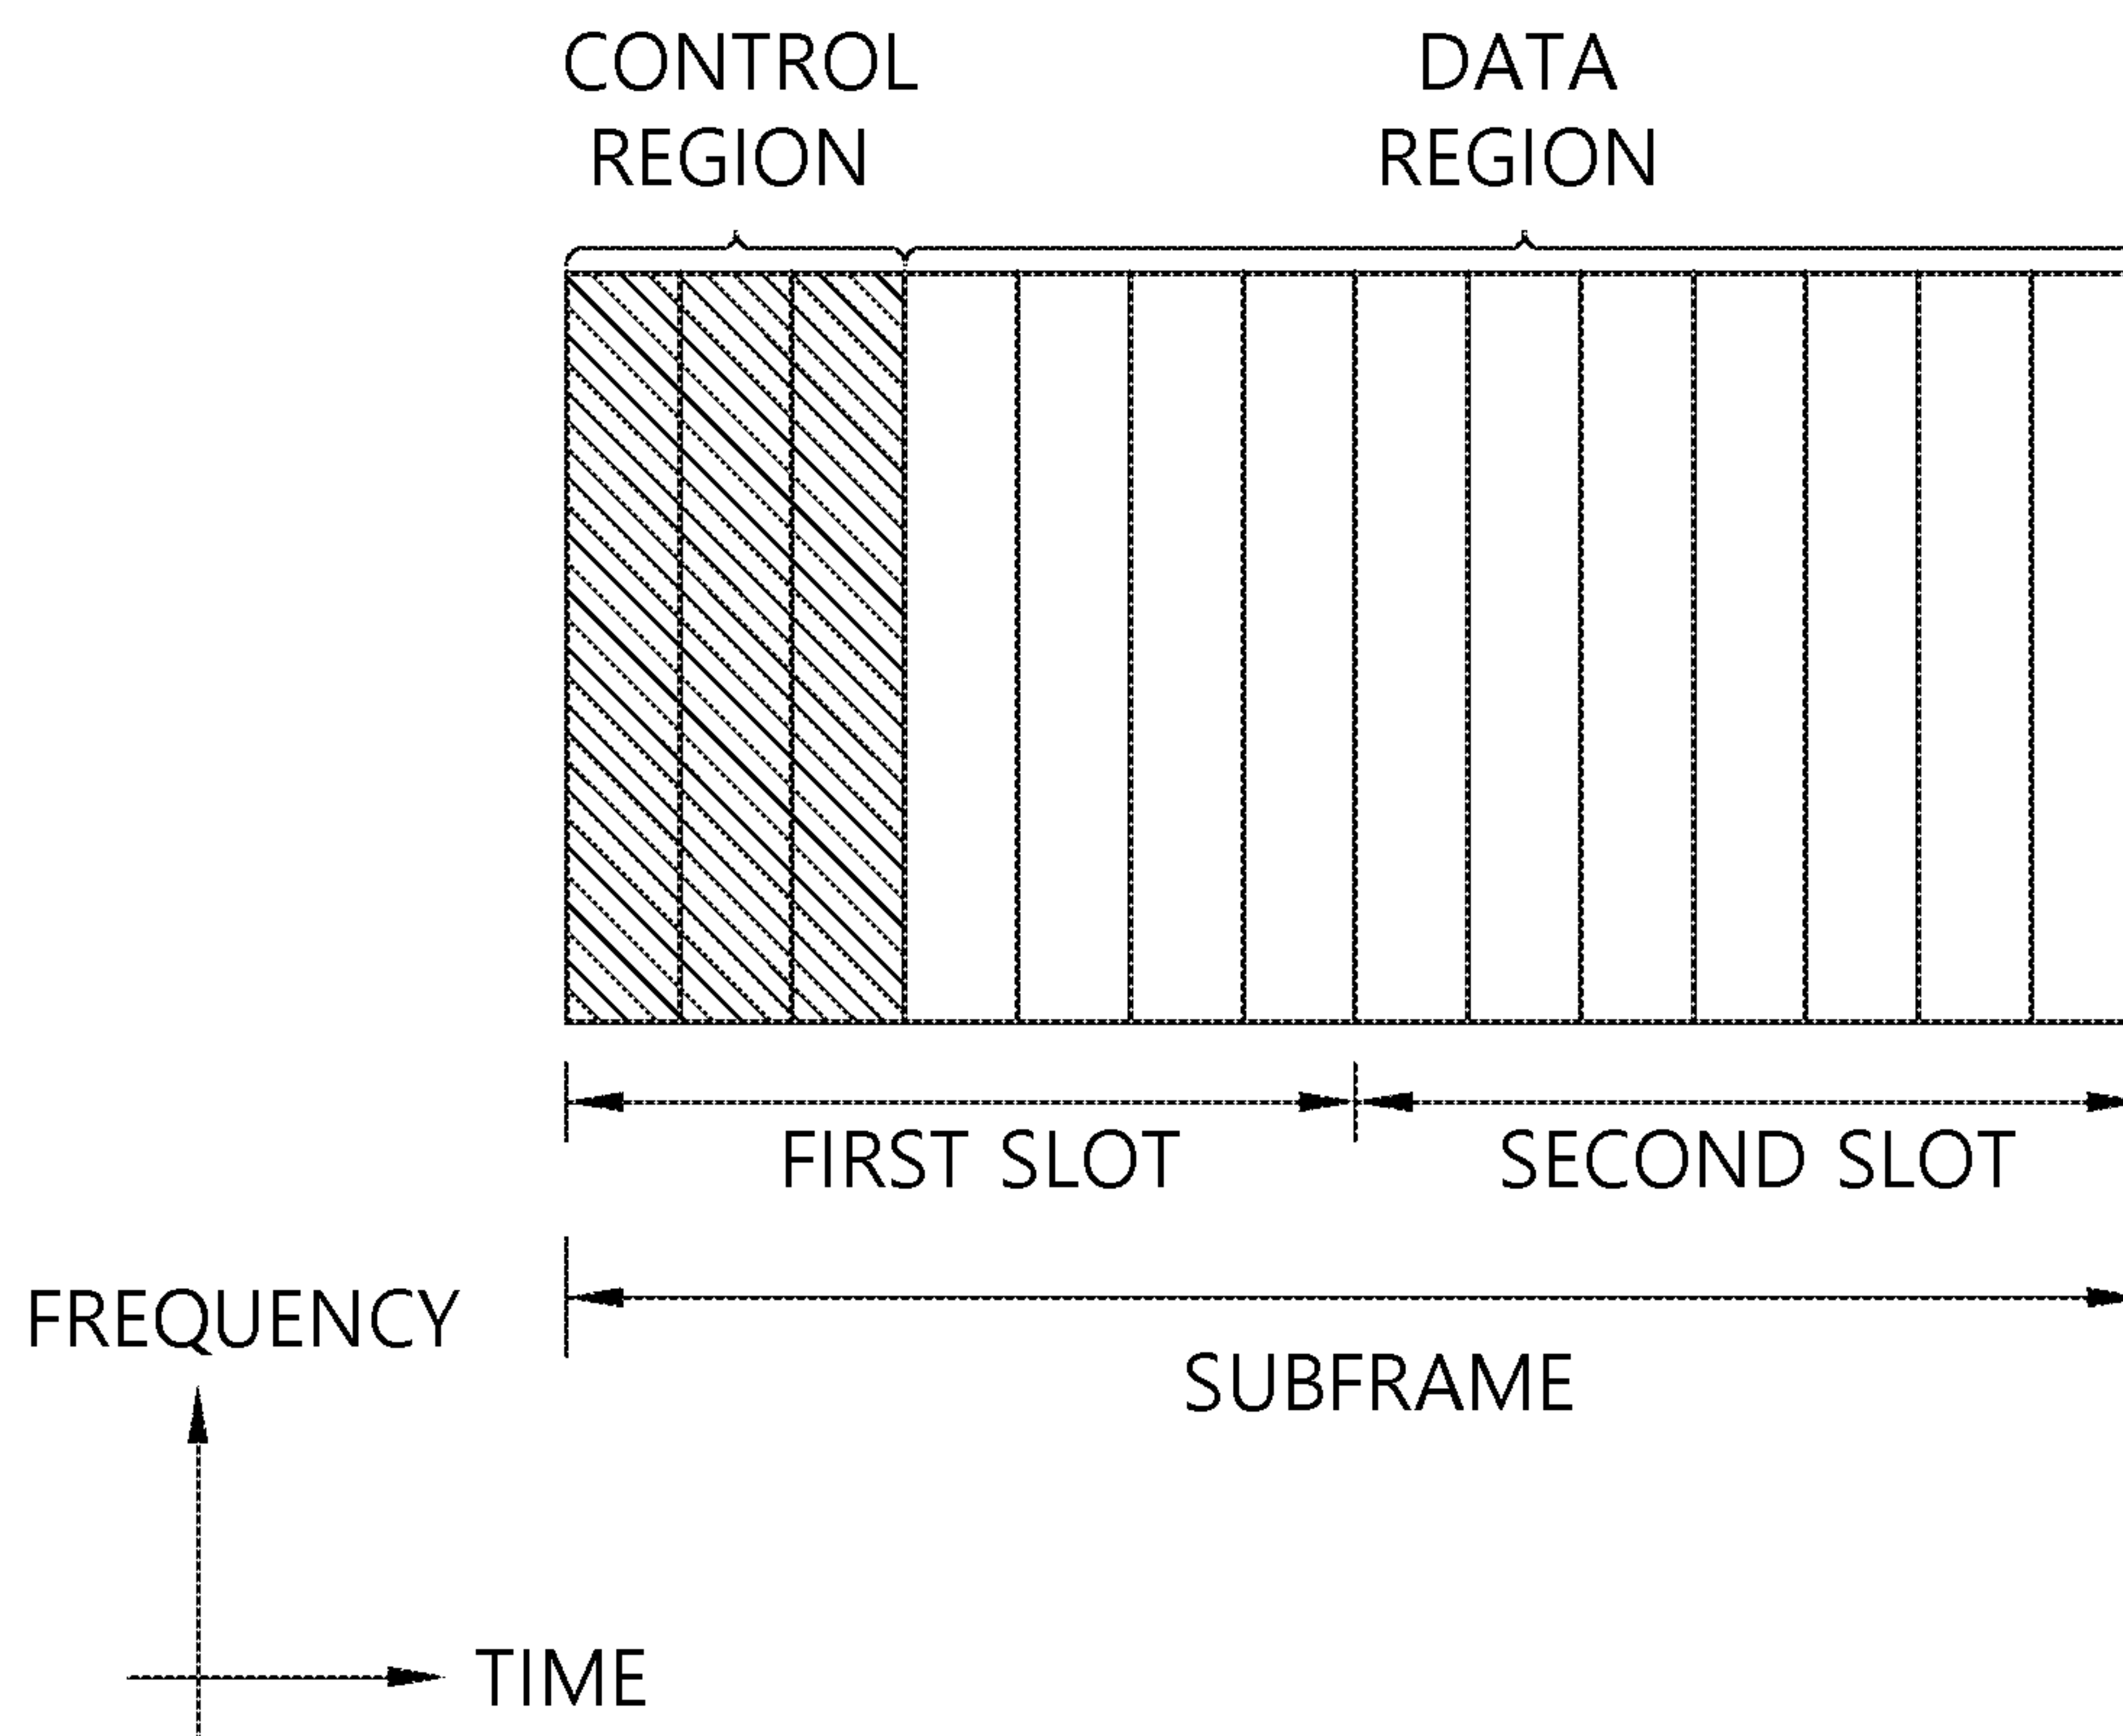 CONTROL
REGION
DATA
REGION
FIRST SLOT
SECOND SLOT
SUBFRAME
FREQUENCY
TIME